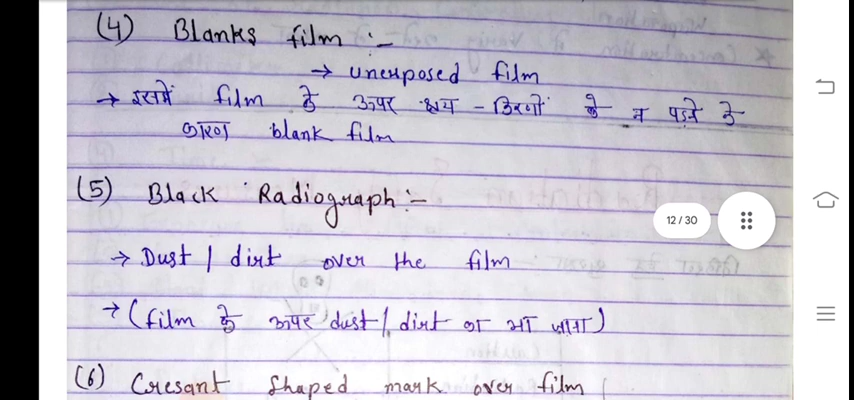 (4) Blanks film :-
→ unexposed film
→ इसमें film के ऊपर क्षय - किरणों के न पड़ने के
कारण blank film
(5) Black Radiograph :-
12 / 30
→ Dust / dirt over the film
→ (film के ऊपर dust / dirt का आ जाना)
(6) Cresant Shaped mark over film